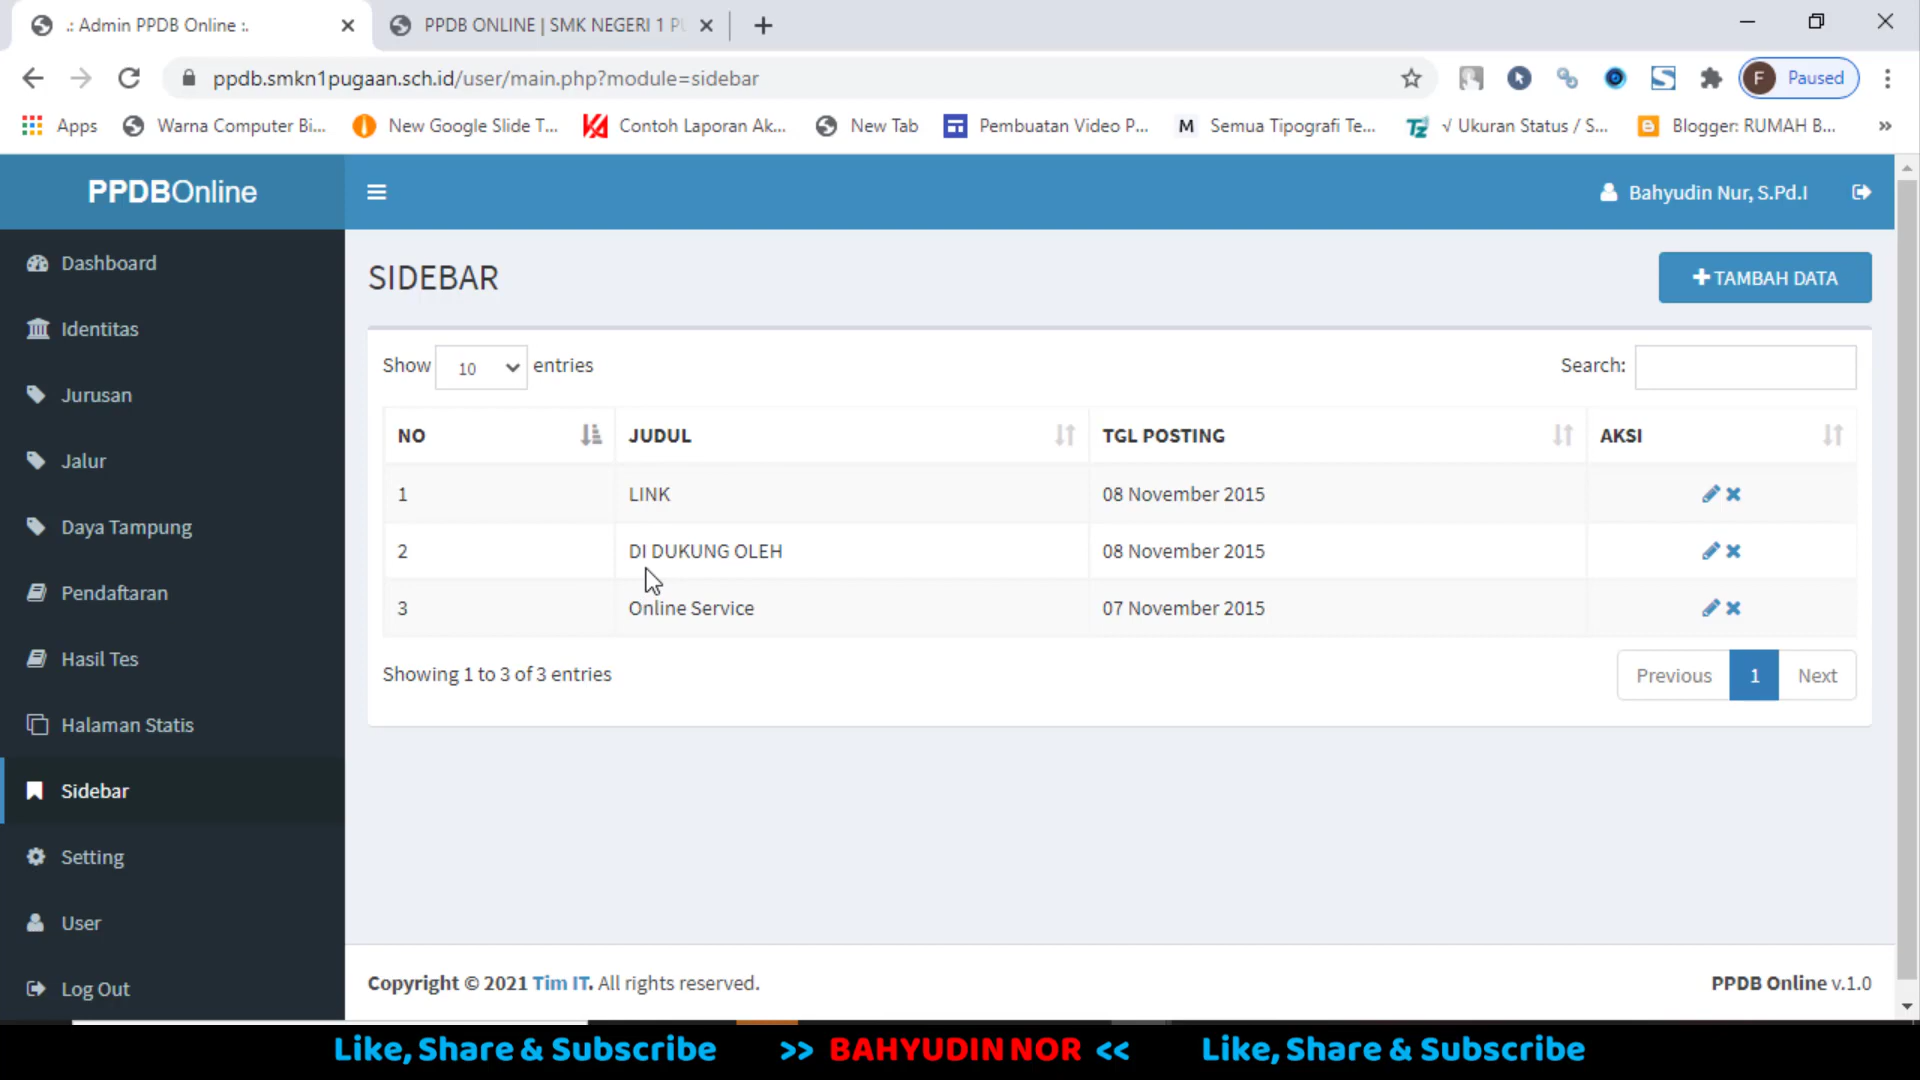 .: Admin PPDB Online :.
PPDB ONLINE | SMK NEGERI 1 PU
ppdb.smkn1pugaan.sch.id/user/main.php?module=sidebar
F Paused
Apps Warna Computer Bi... New Google Slide T... Contoh Laporan Ak... New Tab Pembuatan Video P... M Semua Tipografi Te... √ Ukuran Status / S... Blogger: RUMAH B... »
PPDBOnline
Bahyudin Nur, S.Pd.I
Dashboard
Identitas
Jurusan
Jalur
Daya Tampung
Pendaftaran
Hasil Tes
Halaman Statis
Sidebar
Setting
User
Log Out
SIDEBAR
TAMBAH DATA
Show 10 entries
Search:
NO JUDUL TGL POSTING AKSI
1 LINK 08 November 2015
2 DI DUKUNG OLEH 08 November 2015
3 Online Service 07 November 2015
Showing 1 to 3 of 3 entries
Previous 1 Next
Copyright © 2021 Tim IT. All rights reserved.
PPDB Online v.1.0
Like, Share & Subscribe >> BAHYUDIN NOR << Like, Share & Subscribe